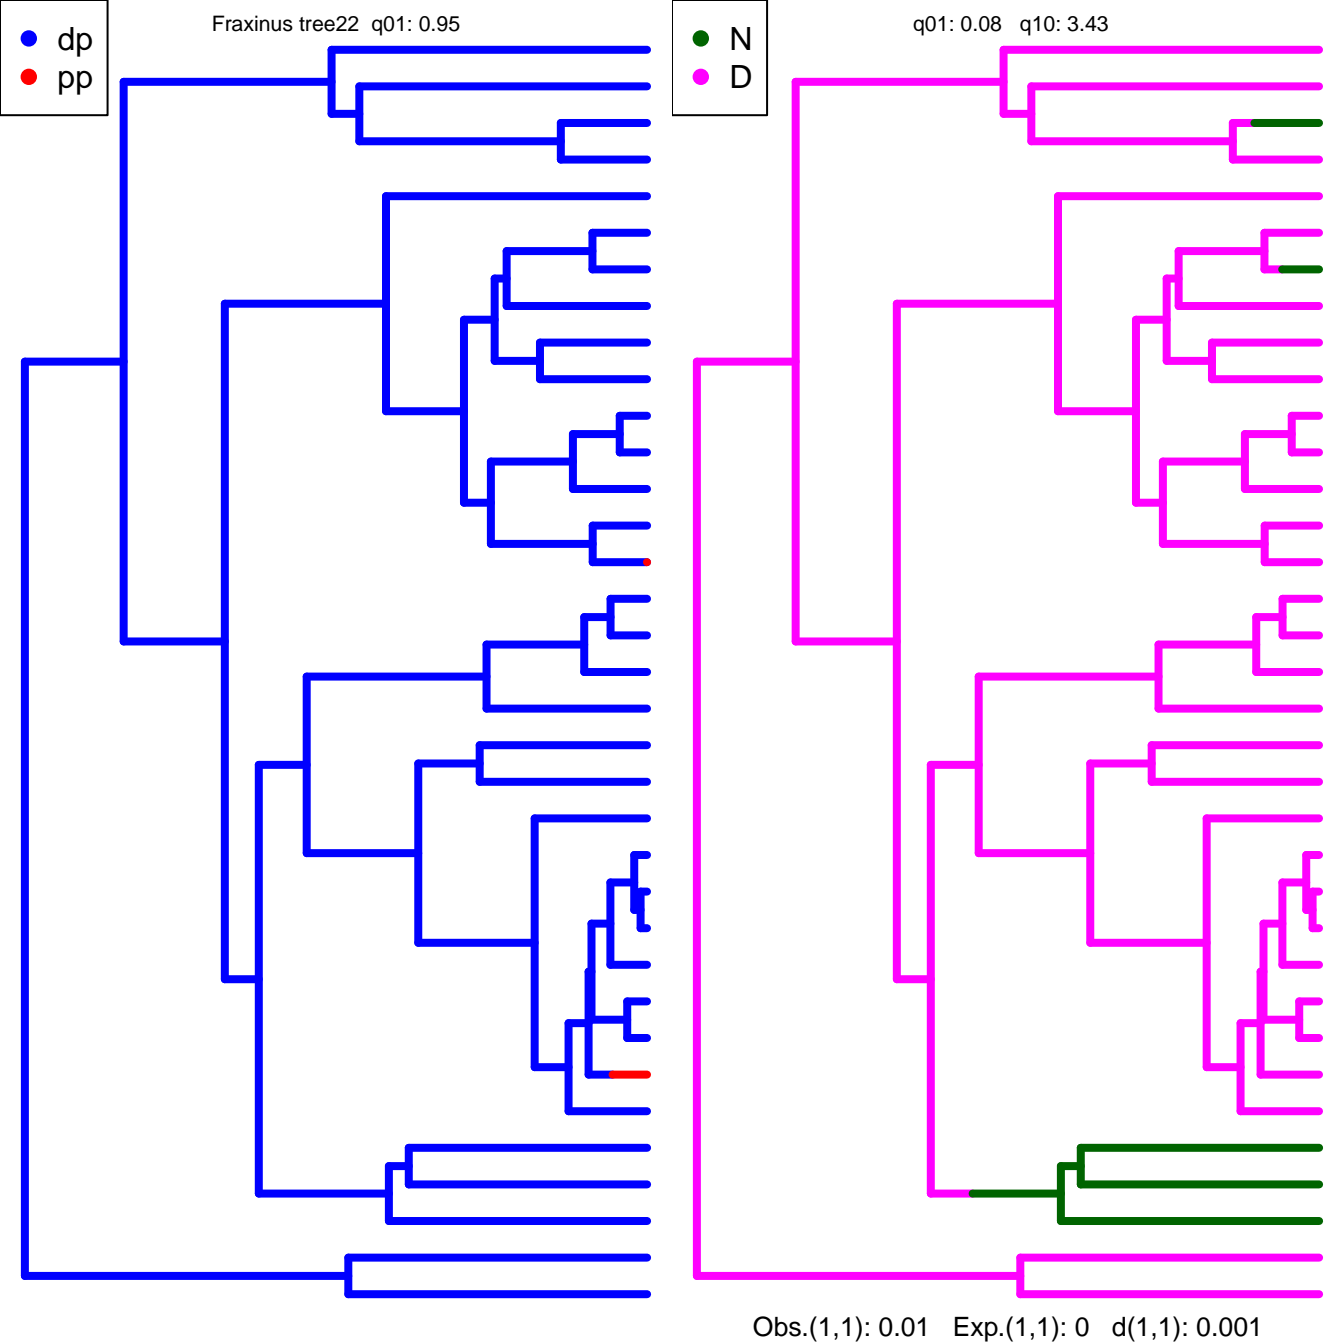 Fraxinus tree22 q01: 0.95
dp
pp
q01: 0.08 q10: 3.43
N
D
Obs.(1,1): 0.01 Exp.(1,1): 0 d(1,1): 0.001